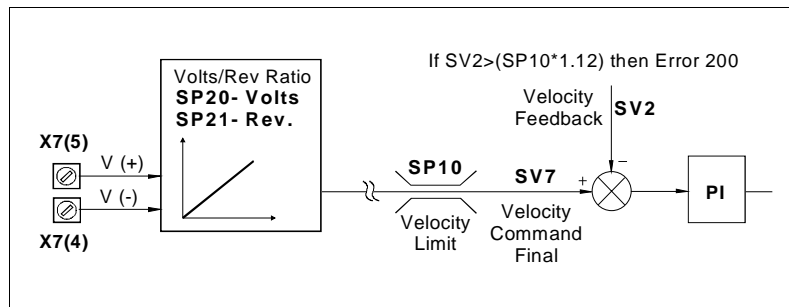 If SV2>(SP10*1.12) then Error 200
Volts/Rev Ratio
SP20- Volts
SP21- Rev.
Velocity
Feedback
SV2
X7(5)
V (+)
V (-)
X7(4)
SP10
Velocity
Limit
SV7
Velocity
Command
Final
+
−
PI